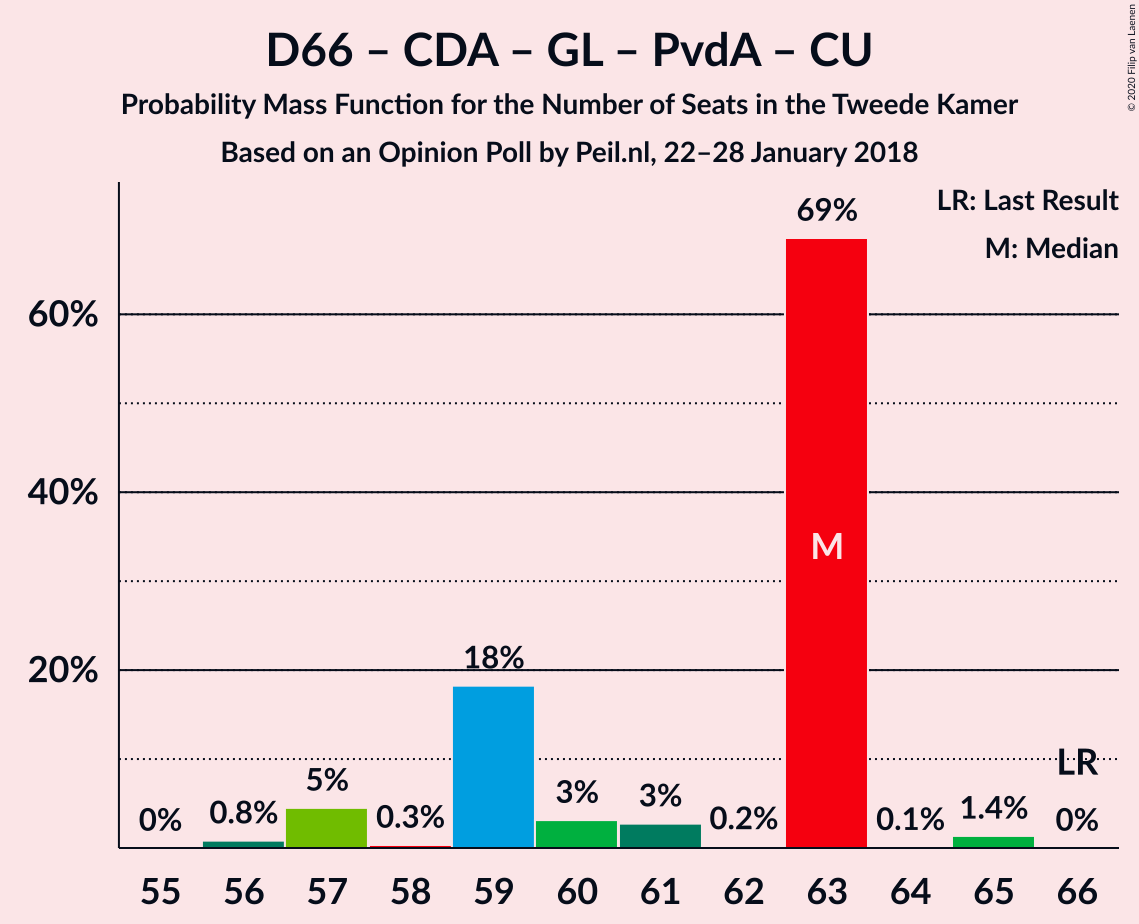 D66 – CDA – GL – PvdA – CU
Probability Mass Function for the Number of Seats in the Tweede Kamer
Based on an Opinion Poll by Peil.nl, 22–28 January 2018
© 2020 Filip van Laenen
LR: Last Result
M: Median
60%
40%
20%
0%
0.8%
5%
0.3%
18%
3%
3%
0.2%
69%
M
0.1%
1.4%
LR
0%
55 56 57 58 59 60 61 62 63 64 65 66